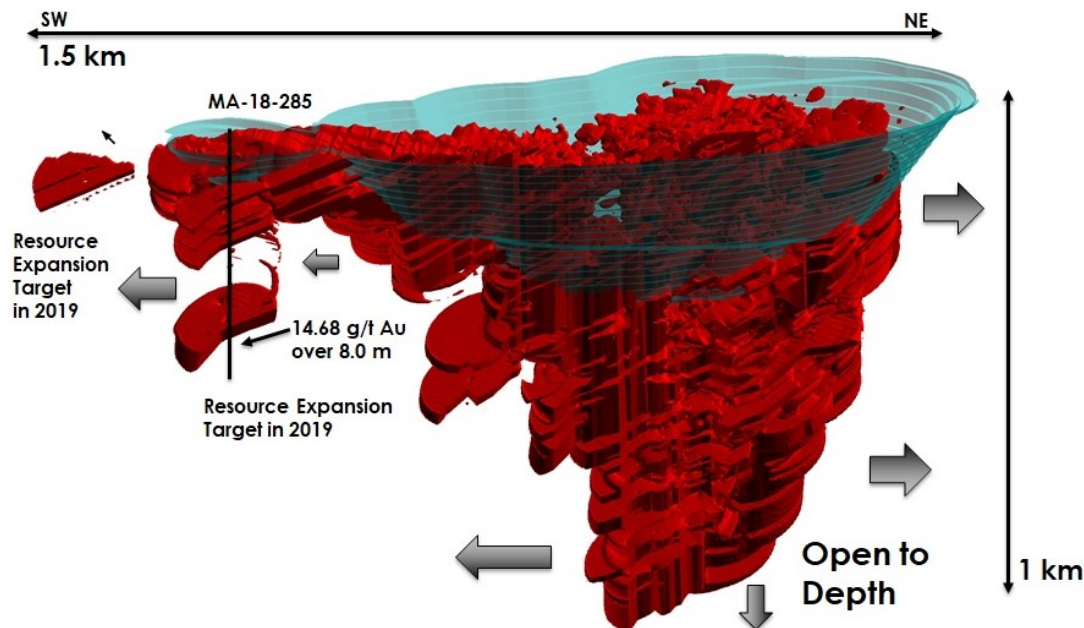 SW
NE
1.5 km
MA-18-285
Resource
Expansion
Target
in 2019
14.68 g/t Au
over 8.0 m
Resource Expansion
Target in 2019
Open to
Depth
1 km